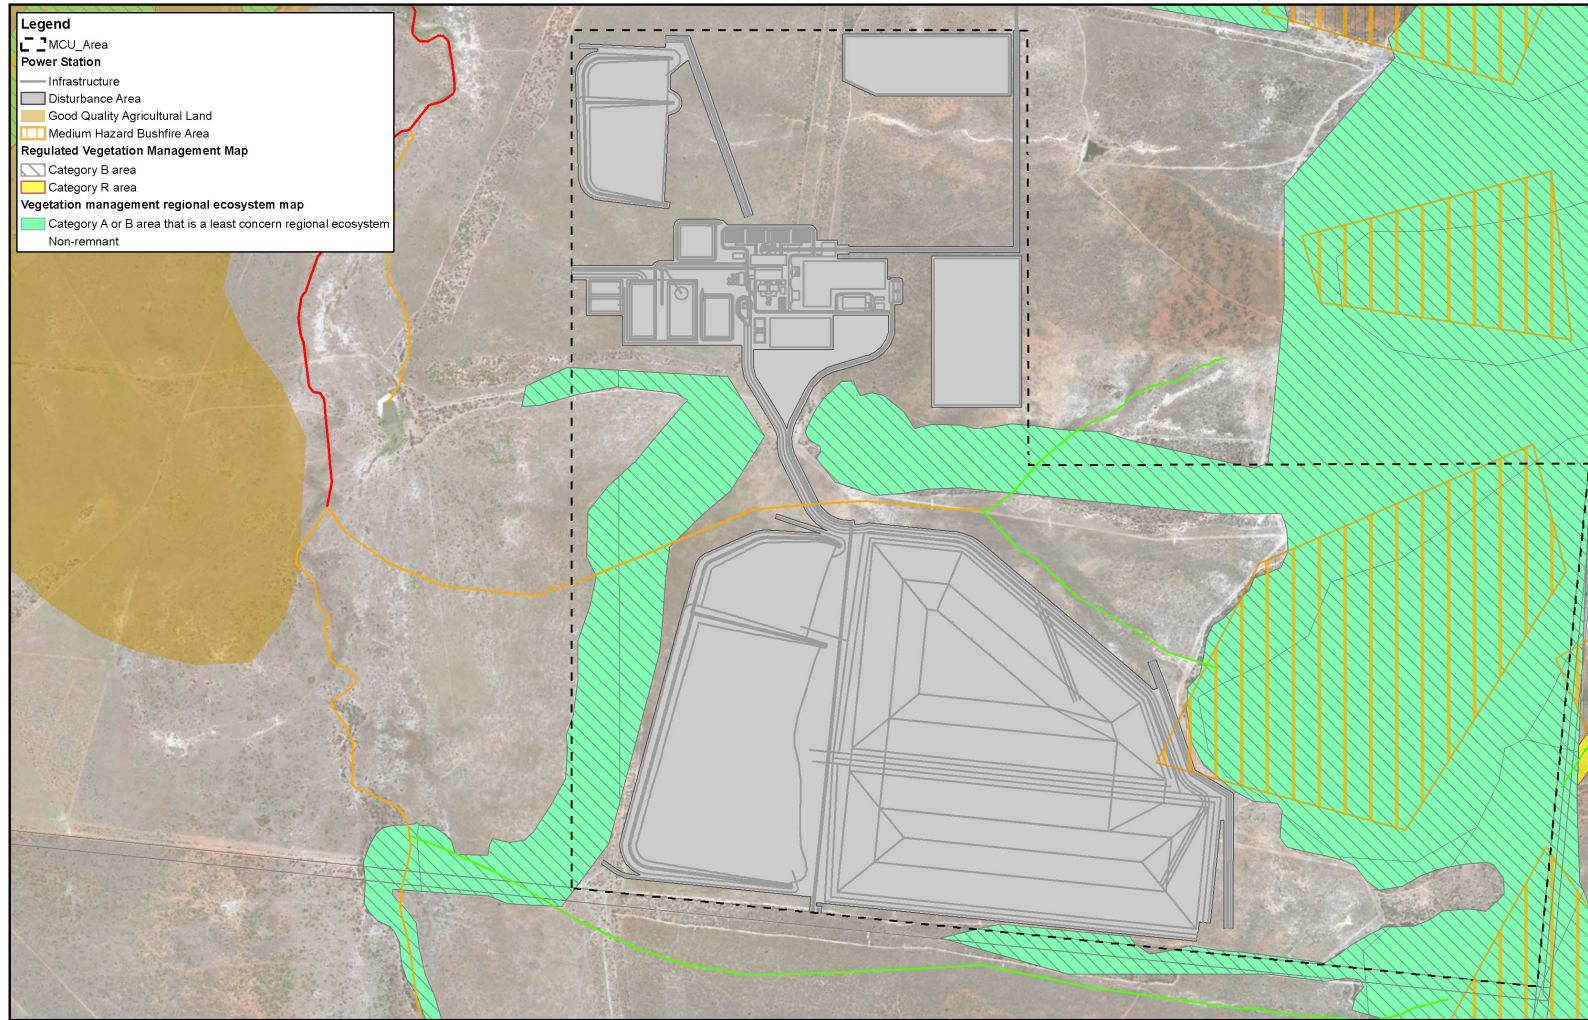 Legend
MCU_Area
Power Station
Infrastructure
Disturbance Area
Good Quality Agricultural Land
Medium Hazard Bushfire Area
Regulated Vegetation Management Map
Category B area
Category R area
Vegetation management regional ecosystem map
Category A or B area that is a least concern regional ecosystem
Non-remnant